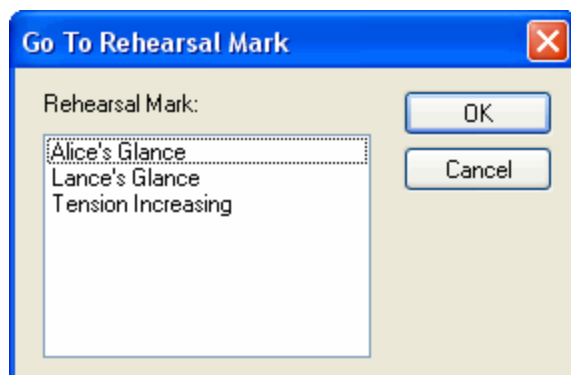 Go To Rehearsal Mark
Rehearsal Mark:
OK
Alice's Glance
Cancel
Lance's Glance
Tension Increasing